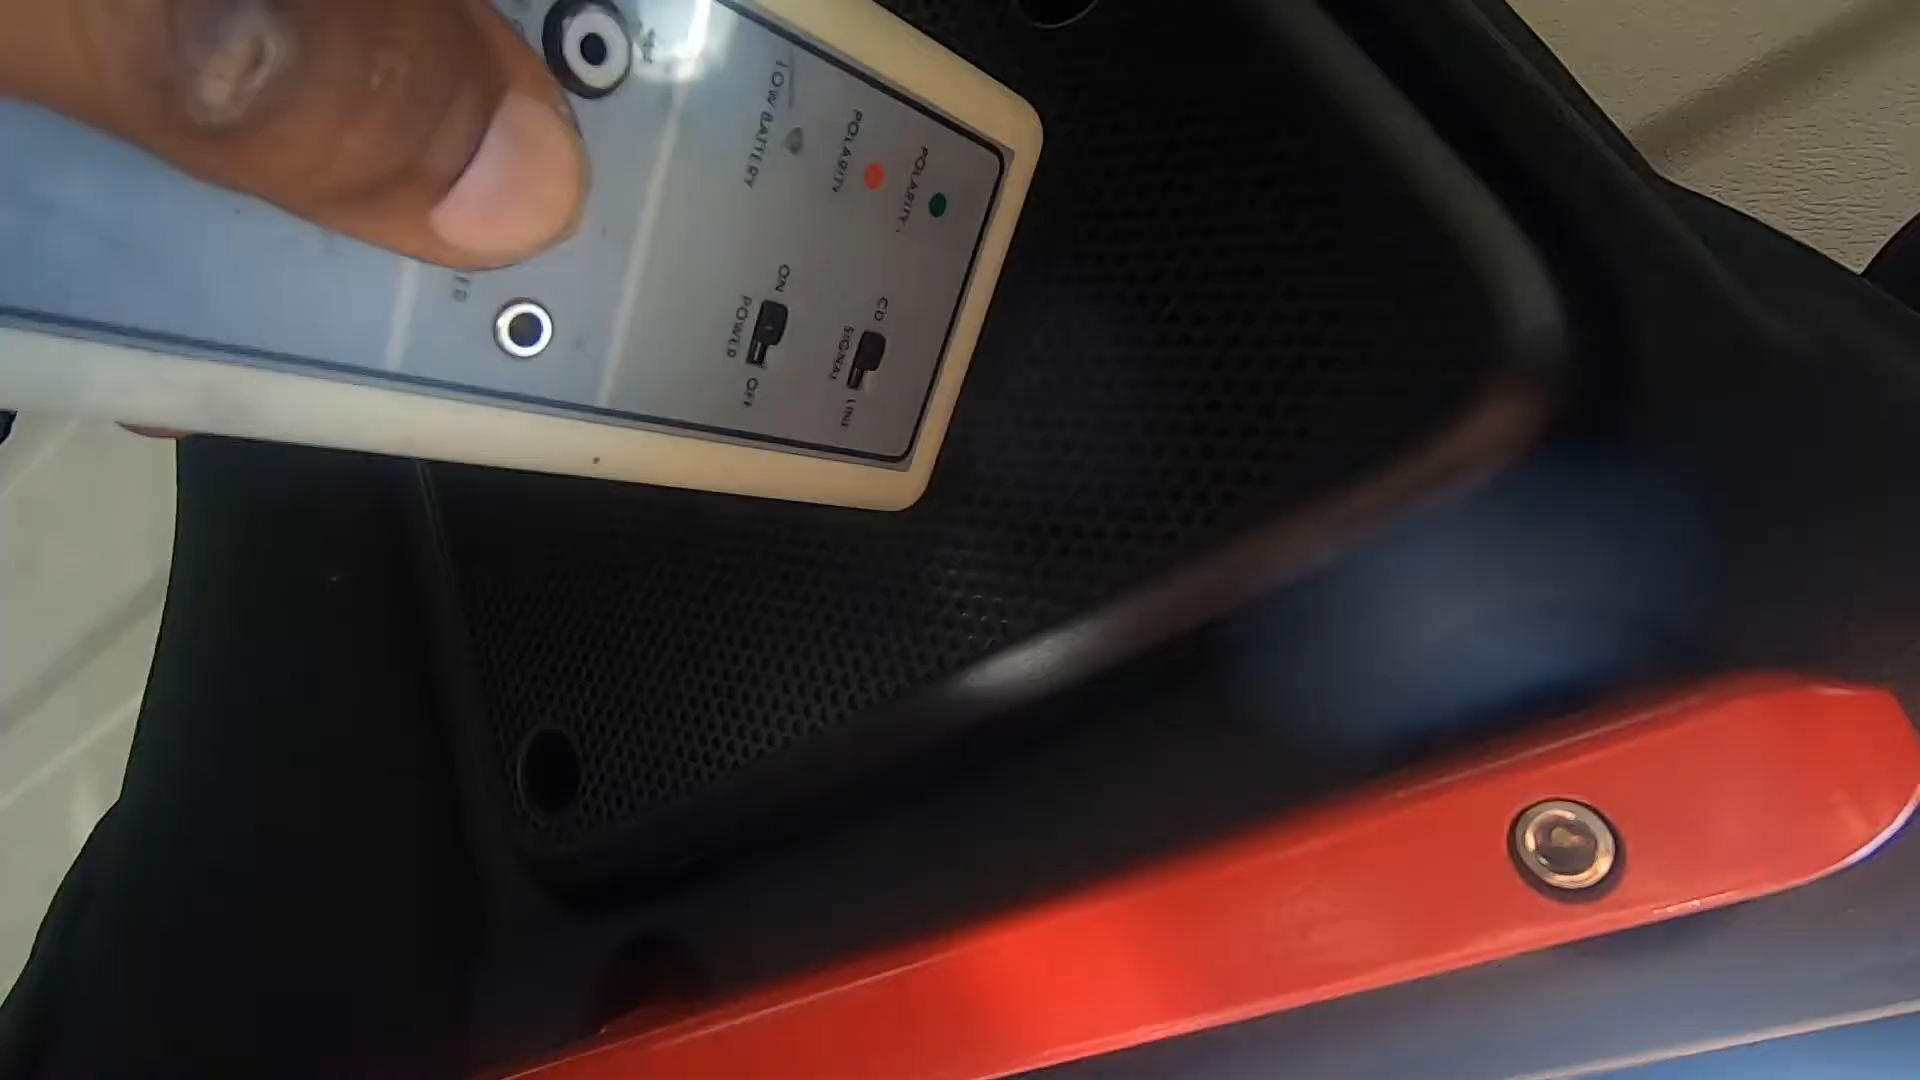 LOW BATTERY
POLARITY
POLARITY
ON
POWER
OFF
CD
SIGNAL
LINE